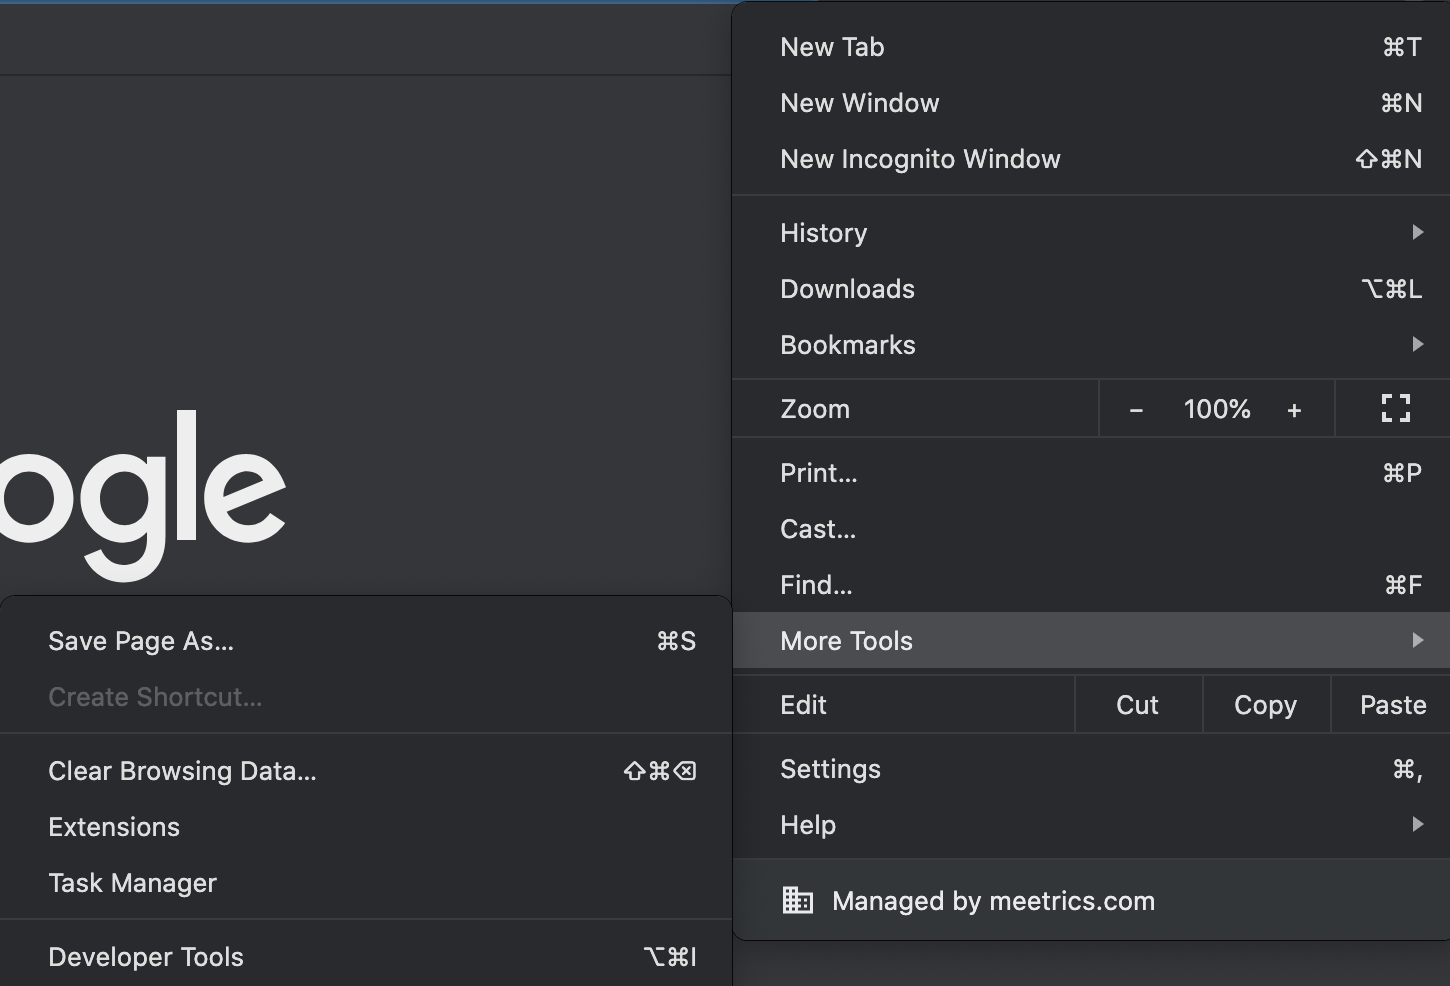 New Tab ⌘T
New Window ⌘N
New Incognito Window ⇧⌘N
History
Downloads ⌥⌘L
Bookmarks
Zoom − 100% +
Print... ⌘P
Cast...
Find... ⌘F
More Tools
Edit Cut Copy Paste
Settings ⌘,
Help
Managed by meetrics.com
ogle
Save Page As... ⌘S
Create Shortcut...
Clear Browsing Data... ⇧⌘⌫
Extensions
Task Manager
Developer Tools ⌥⌘I